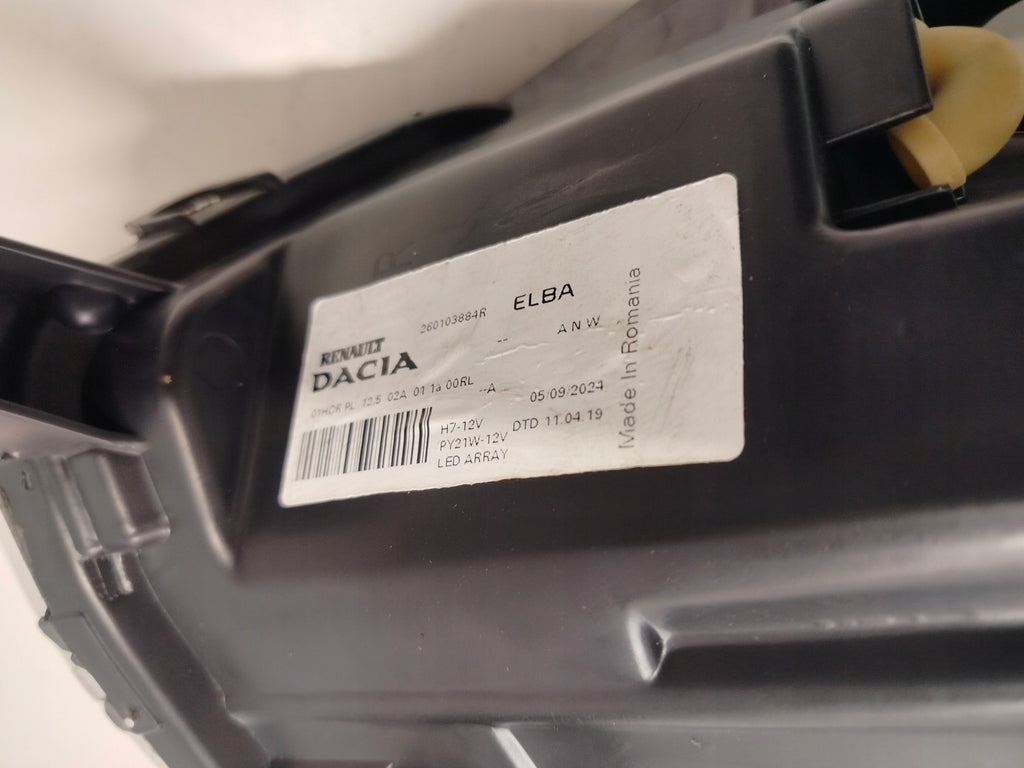 260103884R ELBA
-- ANW
RENAULT
DACIA
01HCR PL 12,5 02A 01 1a 00RL --A 05/09/2024
H7-12V DTD 11.04.19
PY21W-12V
LED ARRAY
Made In Romania